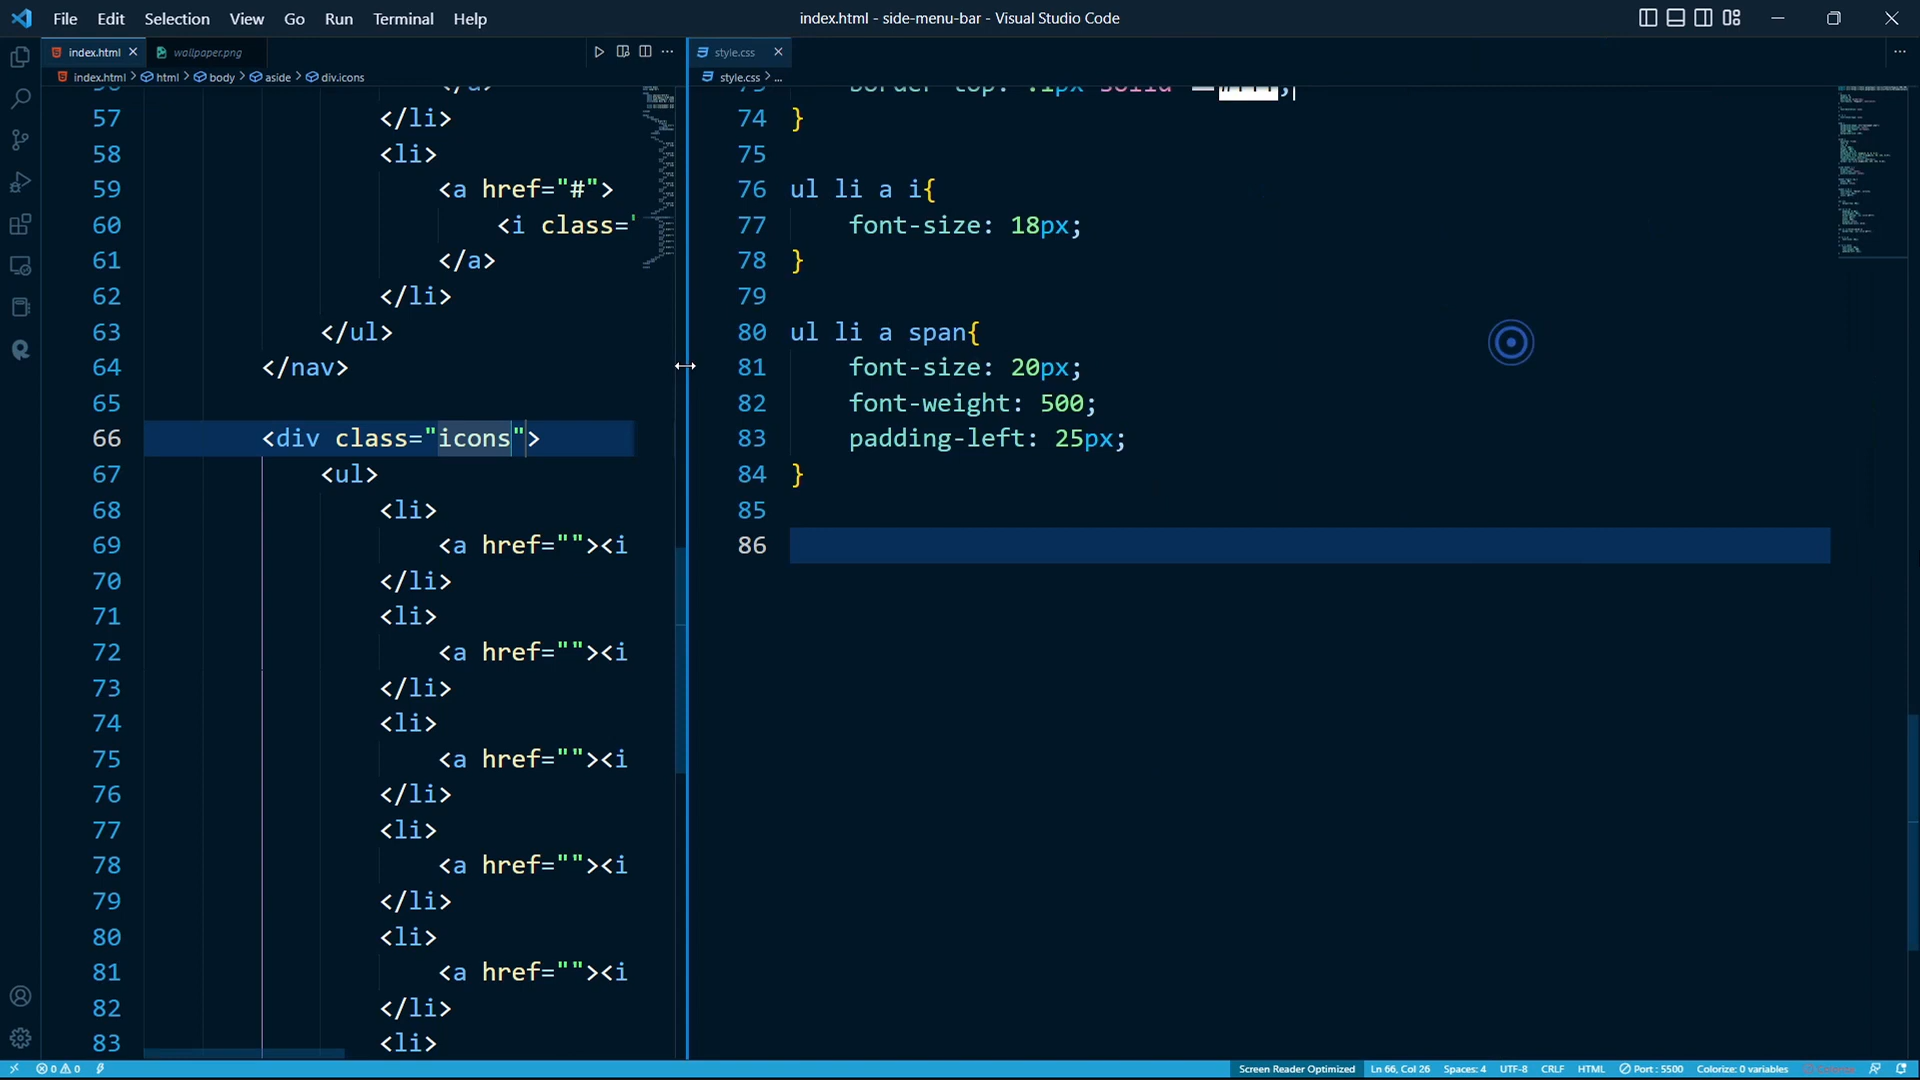 File Edit Selection View Go Run Terminal Help
index.html - side-menu-bar - Visual Studio Code
index.html
wallpaper.png
index.html > html > body > aside > div.icons
57 </li>
58 <li>
59 <a href="#">
60 <i class="
61 </a>
62 </li>
63 </ul>
64 </nav>
65
66 <div class="icons">
67 <ul>
68 <li>
69 <a href=""><i
70 </li>
71 <li>
72 <a href=""><i
73 </li>
74 <li>
75 <a href=""><i
76 </li>
77 <li>
78 <a href=""><i
79 </li>
80 <li>
81 <a href=""><i
82 </li>
83 <li>
style.css
style.css > ...
74 }
75
76 ul li a i{
77 font-size: 18px;
78 }
79
80 ul li a span{
81 font-size: 20px;
82 font-weight: 500;
83 padding-left: 25px;
84 }
85
86
0 0
Screen Reader Optimized Ln 66, Col 26 Spaces: 4 UTF-8 CRLF HTML Port : 5500 Colorize: 0 variables